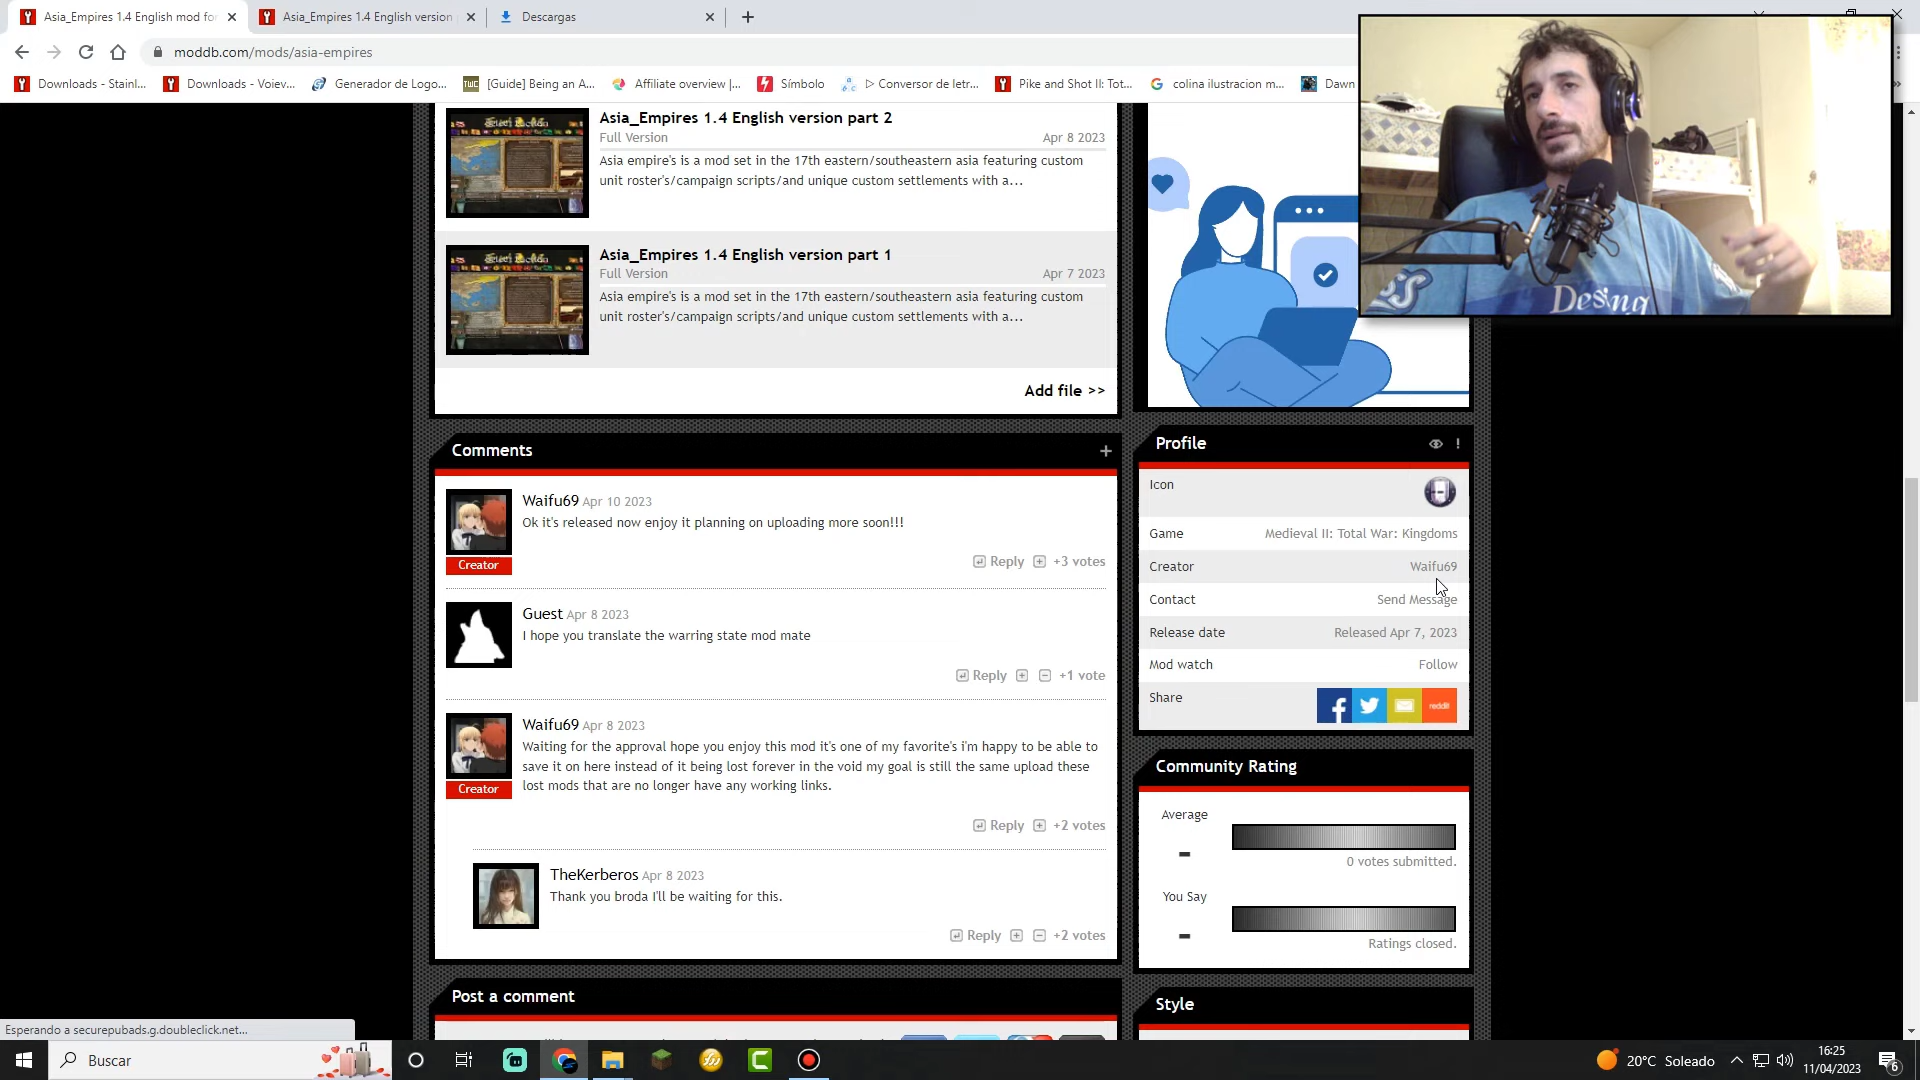 Asia_Empires 1.4 English mod for
Asia_Empires 1.4 English version
Descargas
moddb.com/mods/asia-empires
Downloads - Stainl...
Downloads - Voiev...
Generador de Logo...
TWC
[Guide] Being an A...
Affiliate overview |...
Símbolo
▷ Conversor de letr...
Pike and Shot II: Tot...
colina ilustracion m...
Dawn
Asia_Empires 1.4 English version part 2
Full Version
Apr 8 2023
Asia empire's is a mod set in the 17th eastern/southeastern asia featuring custom
unit roster's/campaign scripts/and unique custom settlements with a...
Asia_Empires 1.4 English version part 1
Full Version
Apr 7 2023
Asia empire's is a mod set in the 17th eastern/southeastern asia featuring custom
unit roster's/campaign scripts/and unique custom settlements with a...
Add file >>
Comments
Waifu69 Apr 10 2023
Ok it's released now enjoy it planning on uploading more soon!!!
Creator
Reply +3 votes
Guest Apr 8 2023
I hope you translate the warring state mod mate
Reply +1 vote
Waifu69 Apr 8 2023
Waiting for the approval hope you enjoy this mod it's one of my favorite's i'm happy to be able to
save it on here instead of it being lost forever in the void my goal is still the same upload these
lost mods that are no longer have any working links.
Creator
Reply +2 votes
TheKerberos Apr 8 2023
Thank you broda I'll be waiting for this.
Reply +2 votes
Post a comment
Profile
Icon
Game Medieval II: Total War: Kingdoms
Creator Waifu69
Contact Send Message
Release date Released Apr 7, 2023
Mod watch Follow
Share
reddit
Community Rating
Average
-
0 votes submitted.
You Say
-
Ratings closed.
Style
Esperando a securepubads.g.doubleclick.net...
Buscar
20°C Soleado
16:25
11/04/2023
6